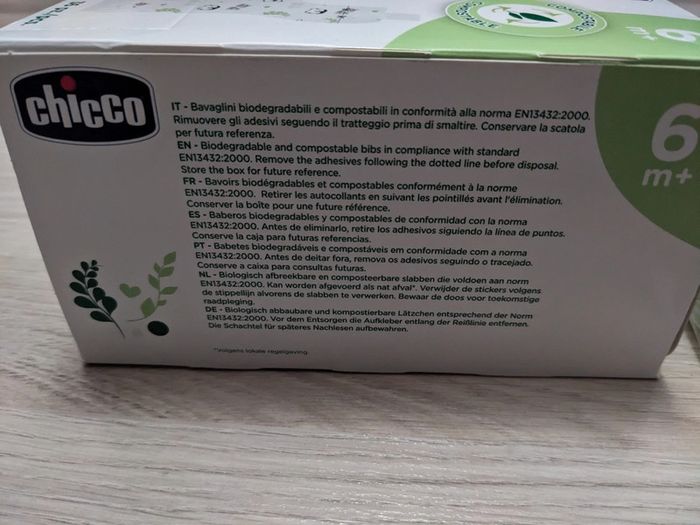 COMPOSTABLE
6
m+
chicco
IT - Bavaglini biodegradabili e compostabili in conformità alla norma EN13432:2000.
Rimuovere gli adesivi seguendo il tratteggio prima di smaltire. Conservare la scatola
per futura referenza.
EN - Biodegradable and compostable bibs in compliance with standard
EN13432:2000. Remove the adhesives following the dotted line before disposal.
Store the box for future reference.
FR - Bavoirs biodégradables et compostables conformément à la norme
EN13432:2000. Retirer les autocollants en suivant les pointillés avant l'élimination.
Conserver la boîte pour une future référence.
ES - Baberos biodegradables y compostables de conformidad con la norma
EN13432:2000. Antes de eliminarlo, retire los adhesivos siguiendo la línea de puntos.
Conserve la caja para futuras referencias.
PT - Babetes biodegradáveis e compostáveis em conformidade com a norma
EN13432:2000. Antes de deitar fora, remova os adesivos seguindo o tracejado.
Conserve a caixa para consultas futuras.
NL - Biologisch afbreekbare en composteerbare slabben die voldoen aan norm
EN13432:2000. Kan worden afgevoerd als nat afval*. Verwijder de stickers volgens
de stippellijn alvorens de slabben te verwerken. Bewaar de doos voor toekomstige
raadpleging.
DE - Biologisch abbaubare und kompostierbare Lätzchen entsprechend der Norm
EN13432:2000. Vor dem Entsorgen die Aufkleber entlang der Reißlinie entfernen.
Die Schachtel für späteres Nachlesen aufbewahren.
*volgens lokale regelgeving
6
m+